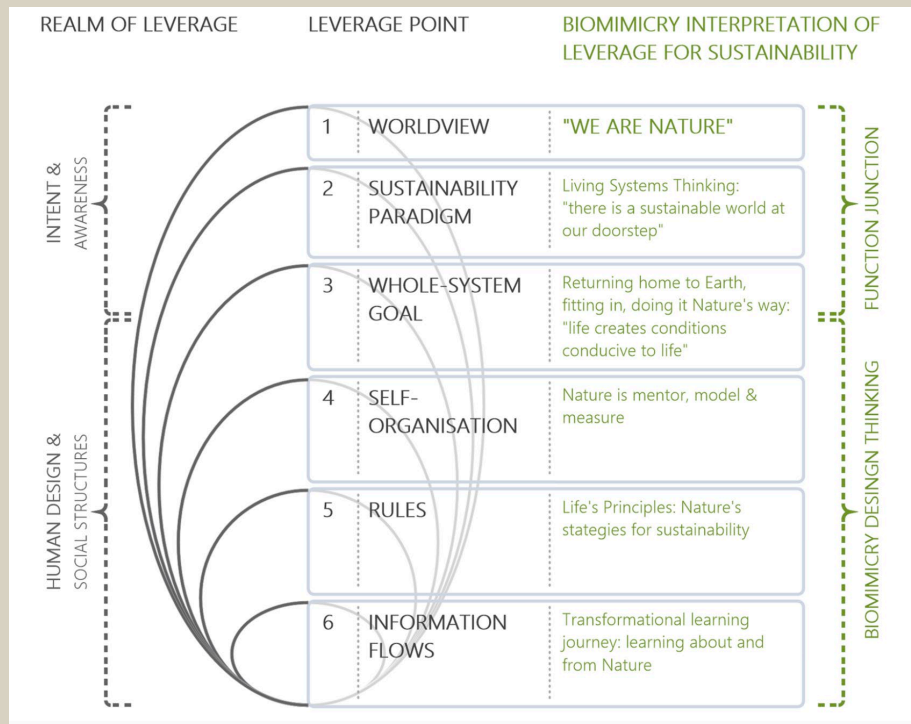 REALM OF LEVERAGE
LEVERAGE POINT
BIOMIMICRY INTERPRETATION OF
LEVERAGE FOR SUSTAINABILITY
INTENT &
AWARENESS
HUMAN DESIGN &
SOCIAL STRUCTURES
1
WORLDVIEW
"WE ARE NATURE"
2
SUSTAINABILITY
PARADIGM
Living Systems Thinking:
"there is a sustainable world at
our doorstep"
3
WHOLE-SYSTEM
GOAL
Returning home to Earth,
fitting in, doing it Nature's way:
"life creates conditions
conducive to life"
4
SELF-
ORGANISATION
Nature is mentor, model &
measure
5
RULES
Life's Principles: Nature's
stategies for sustainability
6
INFORMATION
FLOWS
Transformational learning
journey: learning about and
from Nature
FUNCTION JUNCTION
BIOMIMICRY DESINGN THINKING